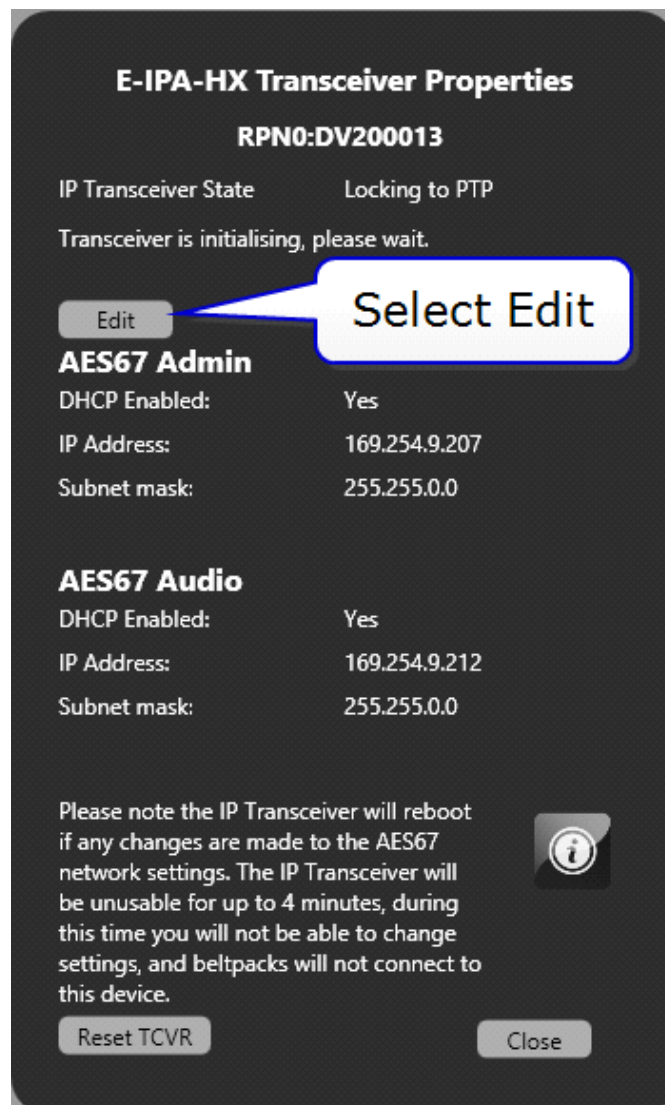 E-IPA-HX Transceiver Properties
RPN0:DV200013
IP Transceiver State Locking to PTP
Transceiver is initialising, please wait.
Edit
Select Edit
AES67 Admin
DHCP Enabled: Yes
IP Address: 169.254.9.207
Subnet mask: 255.255.0.0
AES67 Audio
DHCP Enabled: Yes
IP Address: 169.254.9.212
Subnet mask: 255.255.0.0
Please note the IP Transceiver will reboot
if any changes are made to the AES67
network settings. The IP Transceiver will
be unusable for up to 4 minutes, during
this time you will not be able to change
settings, and beltpacks will not connect to
this device.
Reset TCVR Close